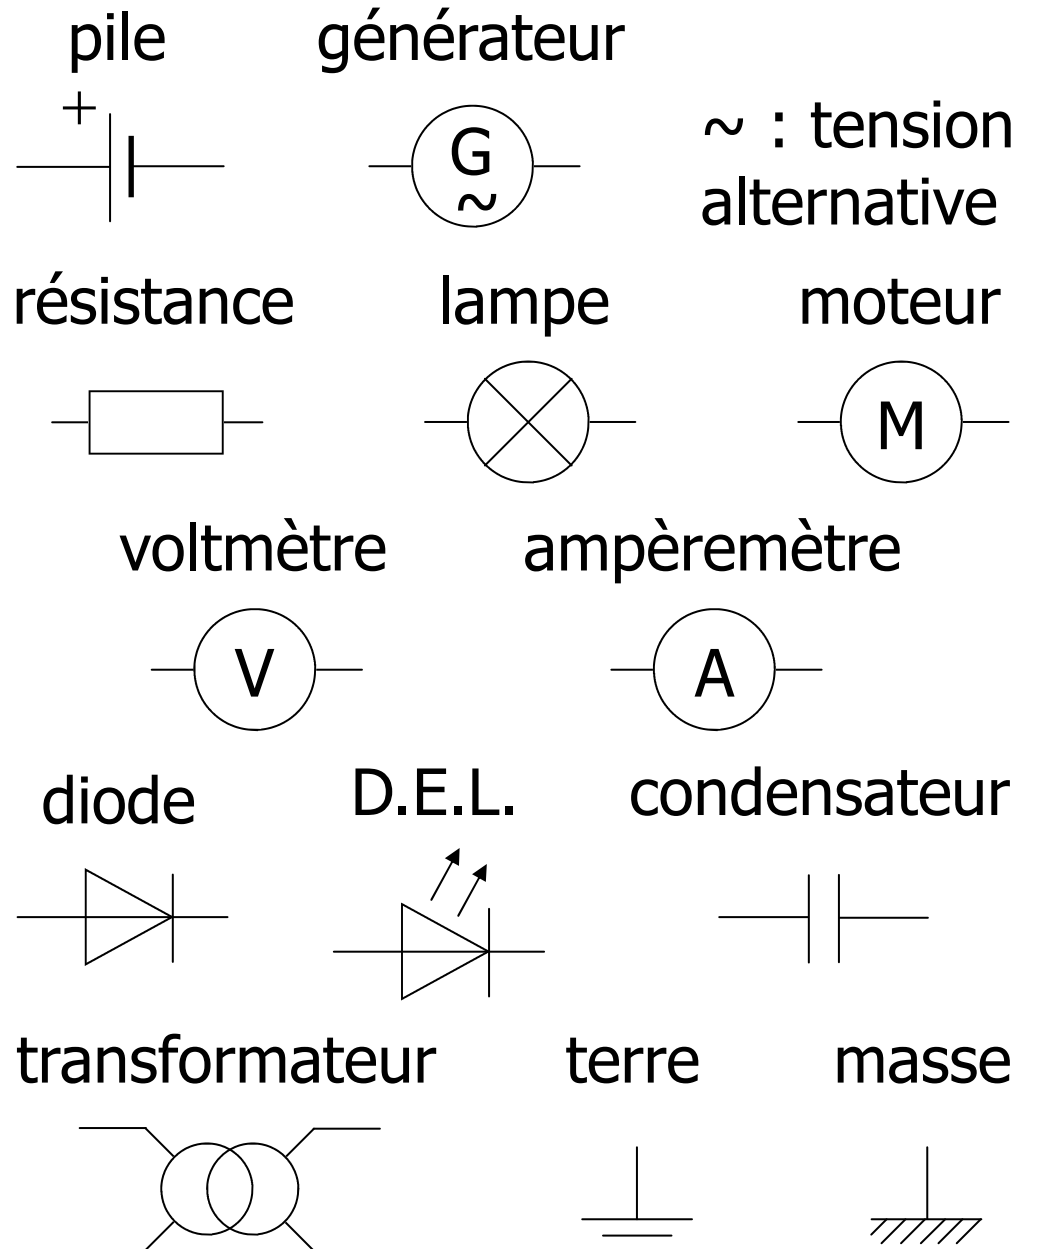 pile générateur
+
G
~
~ : tension
alternative
résistance lampe moteur
M
voltmètre ampèremètre
V A
diode D.E.L. condensateur
transformateur terre masse